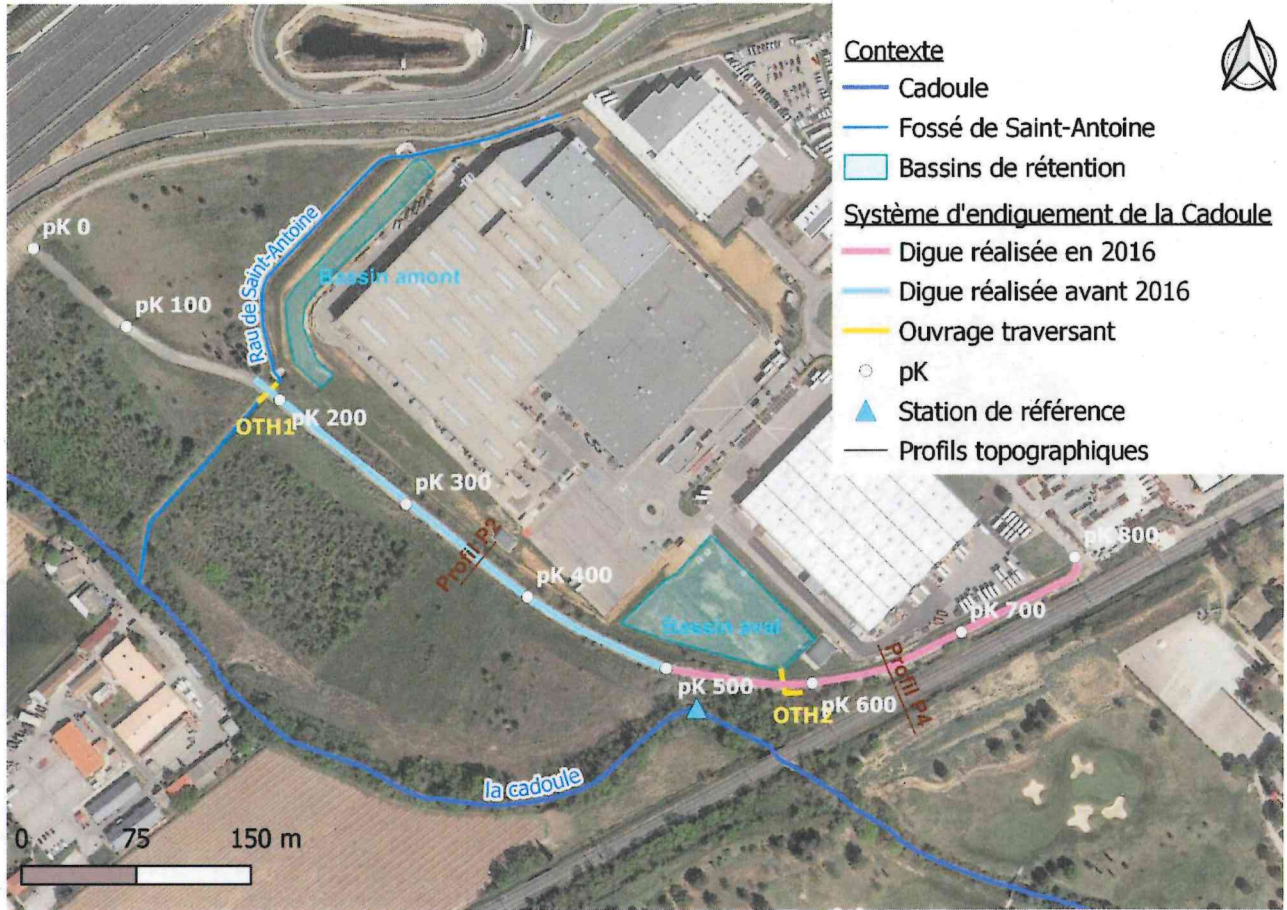 Contexte
Cadoule
Fossé de Saint-Antoine
Bassins de rétention
Système d'endiguement de la Cadoule
Digue réalisée en 2016
Digue réalisée avant 2016
Ouvrage traversant
pK
Station de référence
Profils topographiques
pK 0
pK 100
Rau de Saint-Antoine
Bassin amont
pK 200
OTH1
pK 300
Profil P2
pK 400
Bassin aval
pK 500
OTH2
pK 600
pK 700
pK 800
Profil P4
la cadoule
0 75 150 m